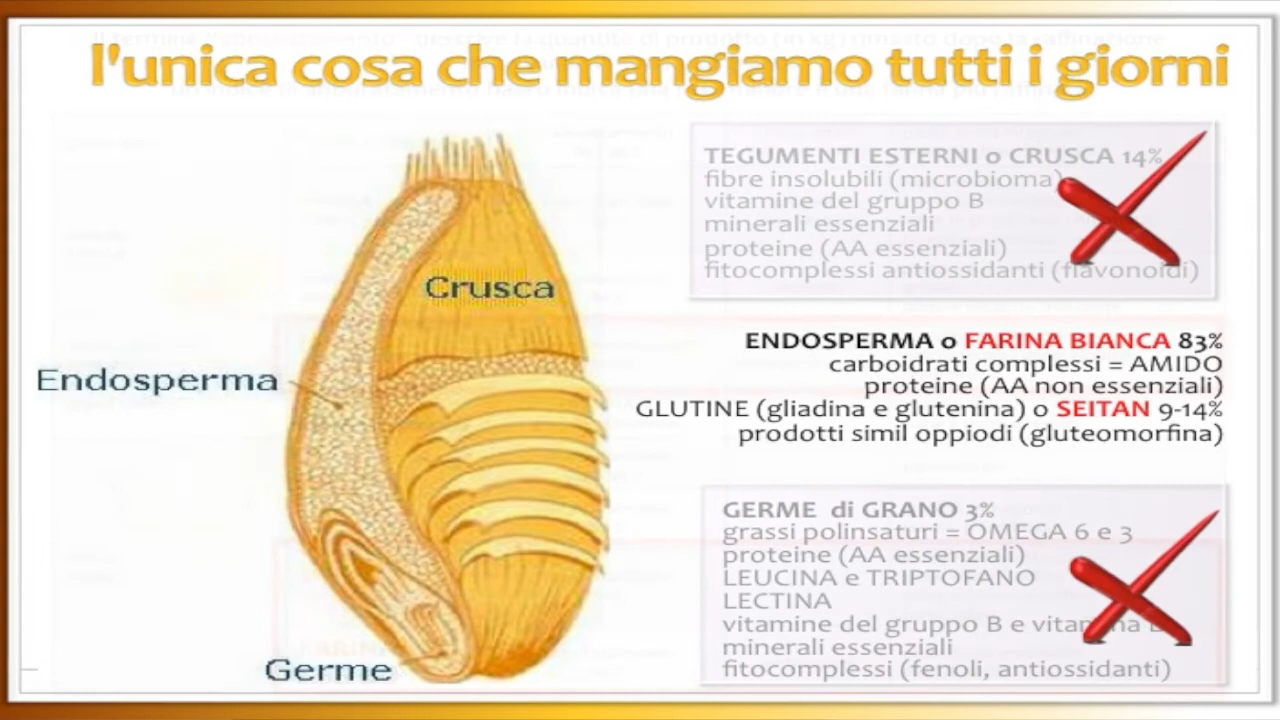 l'unica cosa che mangiamo tutti i giorni
TEGUMENTI ESTERNI o CRUSCA 14%
fibre insolubili (microbioma)
vitamine del gruppo B
minerali essenziali
proteine (AA essenziali)
fitocomplessi antiossidanti (flavonoidi)
Crusca
Endosperma
ENDOSPERMA o FARINA BIANCA 83%
carboidrati complessi = AMIDO
proteine (AA non essenziali)
GLUTINE (gliadina e glutenina) o SEITAN 9-14%
prodotti simil oppiodi (gluteomorfina)
GERME di GRANO 3%
grassi polinsaturi = OMEGA 6 e 3
proteine (AA essenziali)
LEUCINA e TRIPTOFANO
LECTINA
vitamine del gruppo B e vitamina
minerali essenziali
fitocomplessi (fenoli, antiossidanti)
Germe